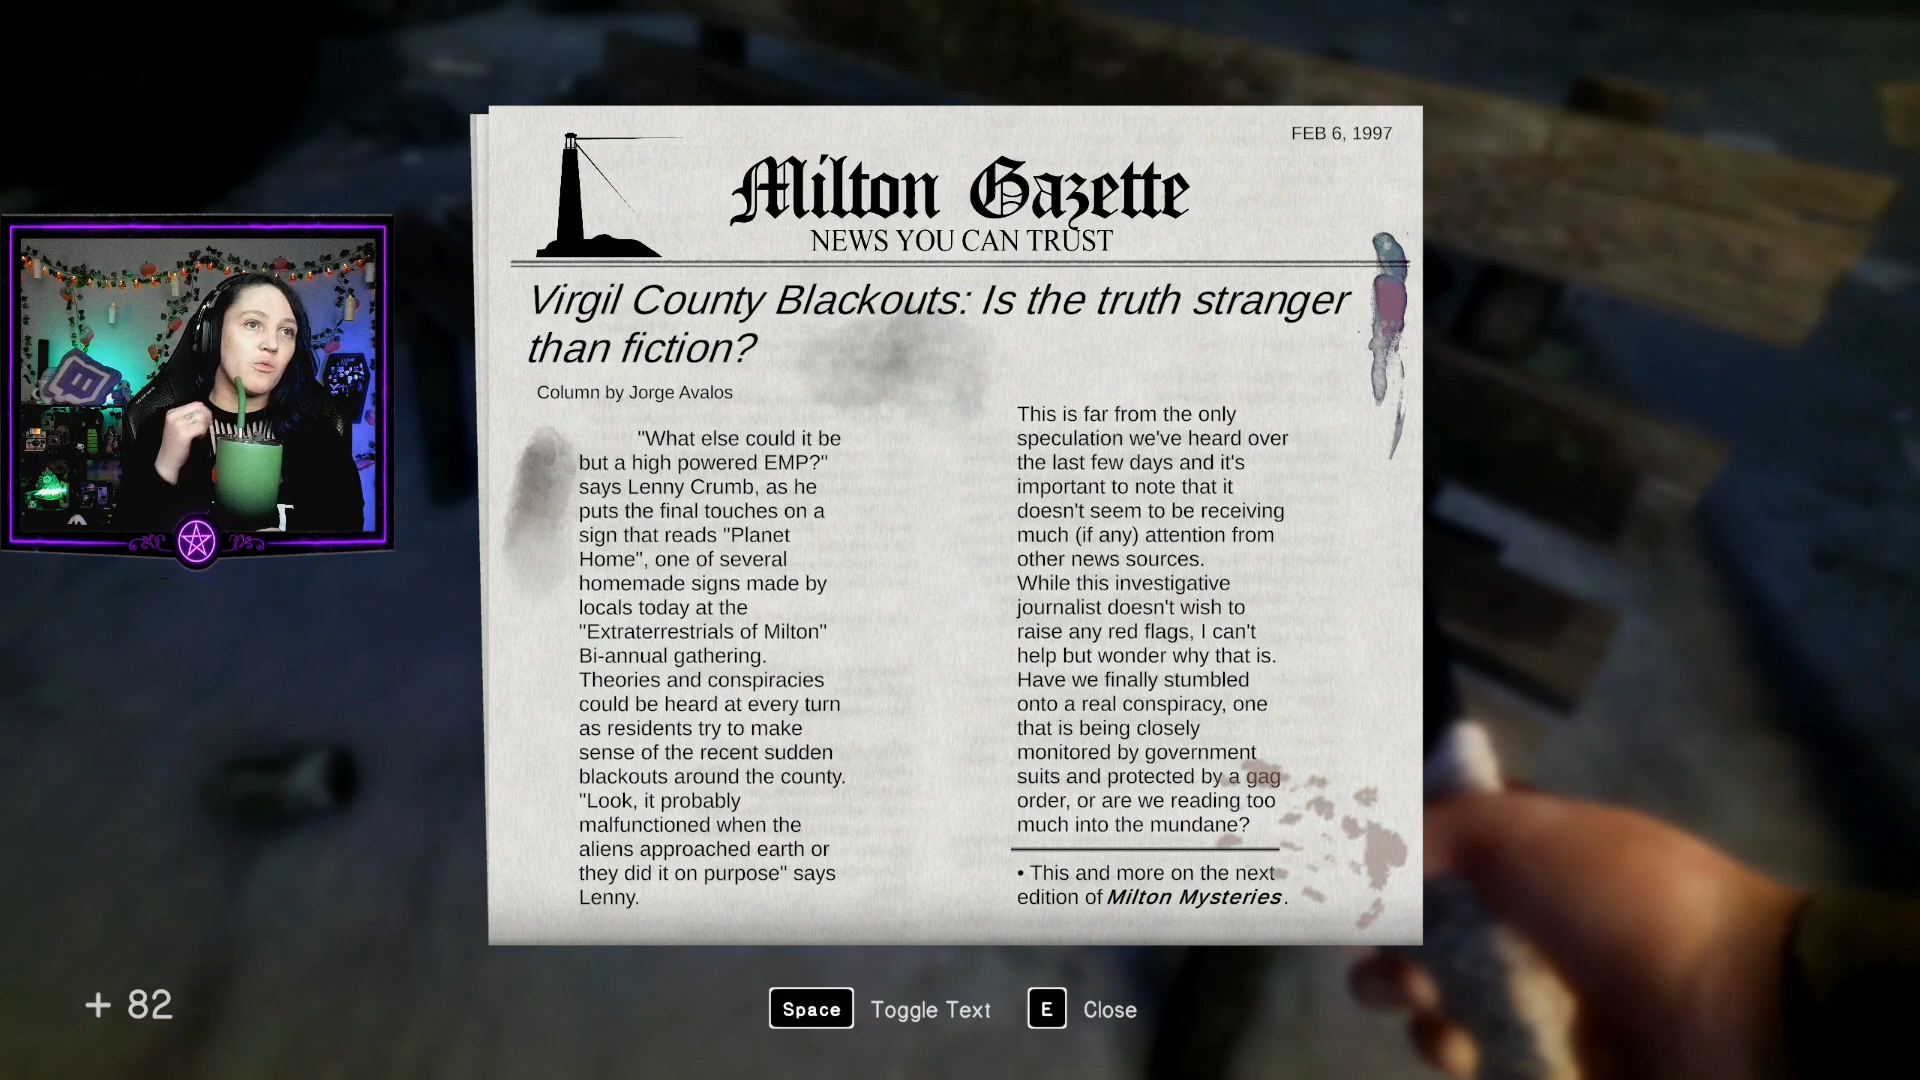 FEB 6, 1997
Milton Gazette
NEWS YOU CAN TRUST
Virgil County Blackouts: Is the truth stranger
than fiction?
Column by Jorge Avalos
"What else could it be
but a high powered EMP?"
says Lenny Crumb, as he
puts the final touches on a
sign that reads "Planet
Home", one of several
homemade signs made by
locals today at the
"Extraterrestrials of Milton"
Bi-annual gathering.
Theories and conspiracies
could be heard at every turn
as residents try to make
sense of the recent sudden
blackouts around the county.
"Look, it probably
malfunctioned when the
aliens approached earth or
they did it on purpose" says
Lenny.
This is far from the only
speculation we've heard over
the last few days and it's
important to note that it
doesn't seem to be receiving
much (if any) attention from
other news sources.
While this investigative
journalist doesn't wish to
raise any red flags, I can't
help but wonder why that is.
Have we finally stumbled
onto a real conspiracy, one
that is being closely
monitored by government
suits and protected by a gag
order, or are we reading too
much into the mundane?
• This and more on the next
edition of Milton Mysteries.
+ 82
Space Toggle Text E Close